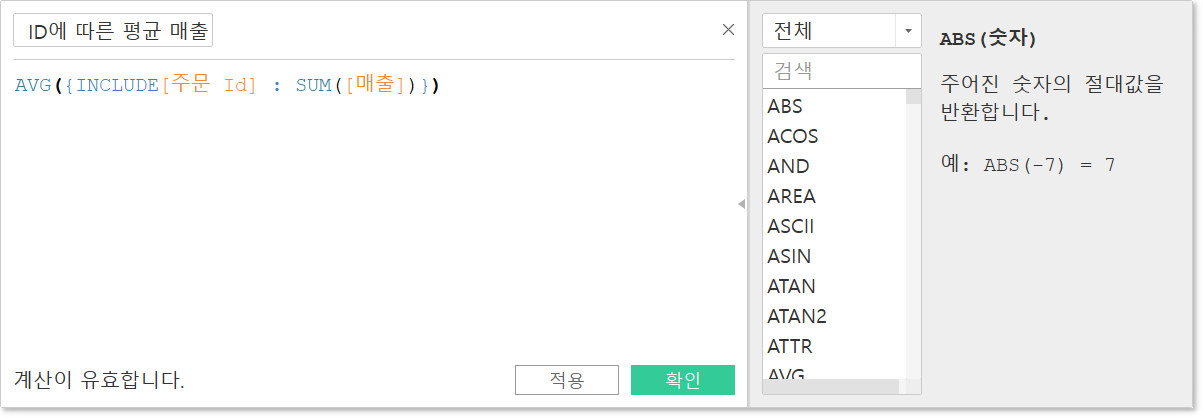 ID에 따른 평균 매출
AVG({INCLUDE[주문 Id] : SUM([매출])})
계산이 유효합니다.
적용
확인
전체
검색
ABS
ACOS
AND
AREA
ASCII
ASIN
ATAN
ATAN2
ATTR
AVG
ABS(숫자)
주어진 숫자의 절대값을
반환합니다.
예: ABS(-7) = 7